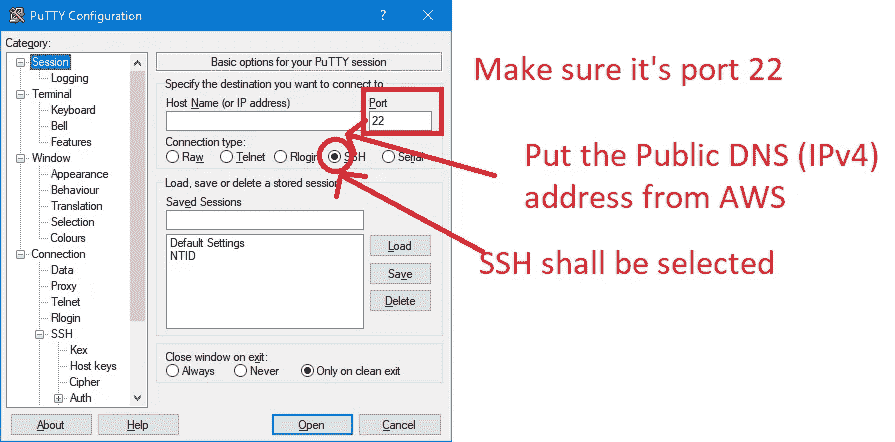 PuTTY Configuration
?
Category:
Session
Logging
Terminal
Keyboard
Bell
Features
Window
Appearance
Behaviour
Translation
Selection
Colours
Connection
Data
Proxy
Telnet
Rlogin
SSH
Kex
Host keys
Cipher
Auth
Basic options for your PuTTY session
Specify the destination you want to connect to
Host Name (or IP address)
Port
22
Connection type:
Raw Telnet Rlogin SSH Serial
Load, save or delete a stored session
Saved Sessions
Default Settings
NTID
Load
Save
Delete
Close window on exit:
Always Never Only on clean exit
About Help Open Cancel
Make sure it's port 22
Put the Public DNS (IPv4)
address from AWS
SSH shall be selected